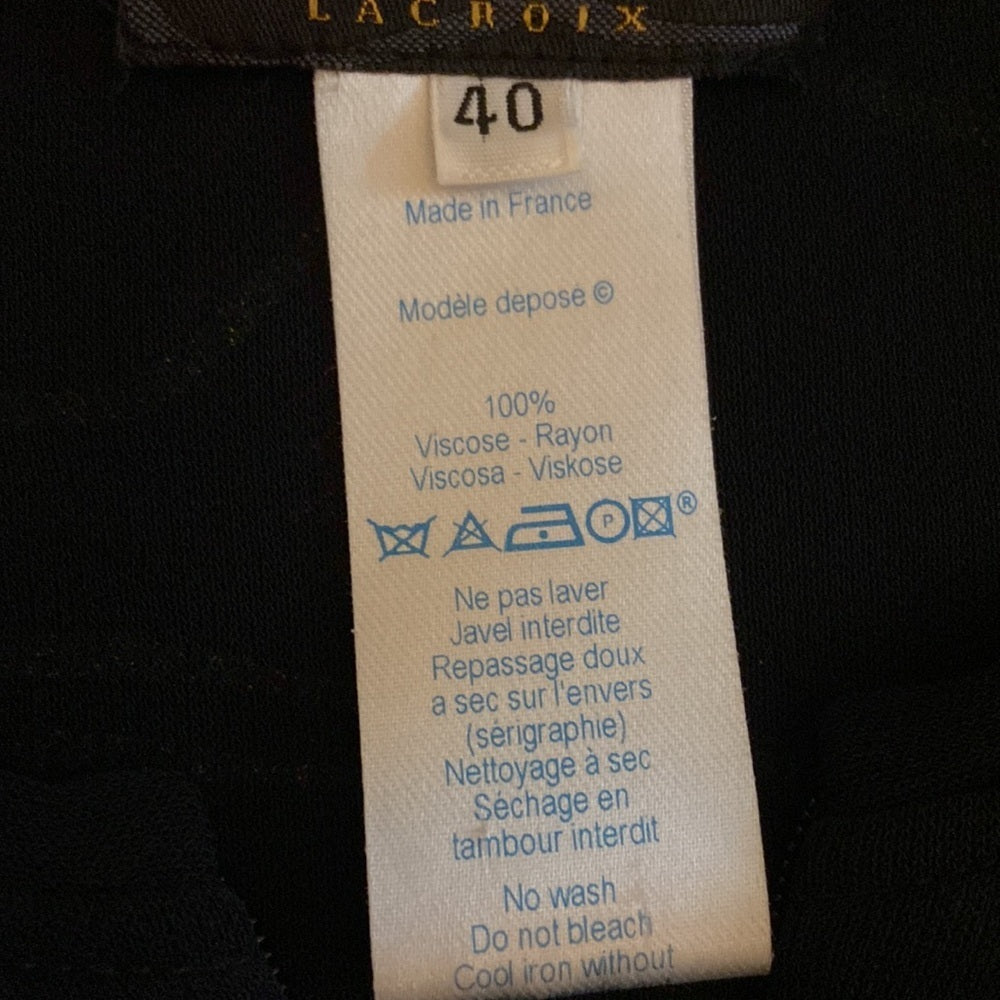 LACROIX
40
Made in France
Modèle depose ©
100%
Viscose - Rayon
Viscosa - Viskose
P ®
Ne pas laver
Javel interdite
Repassage doux
a sec sur l'envers
(sérigraphie)
Nettoyage à sec
Séchage en
tambour interdit
No wash
Do not bleach
Cool iron without